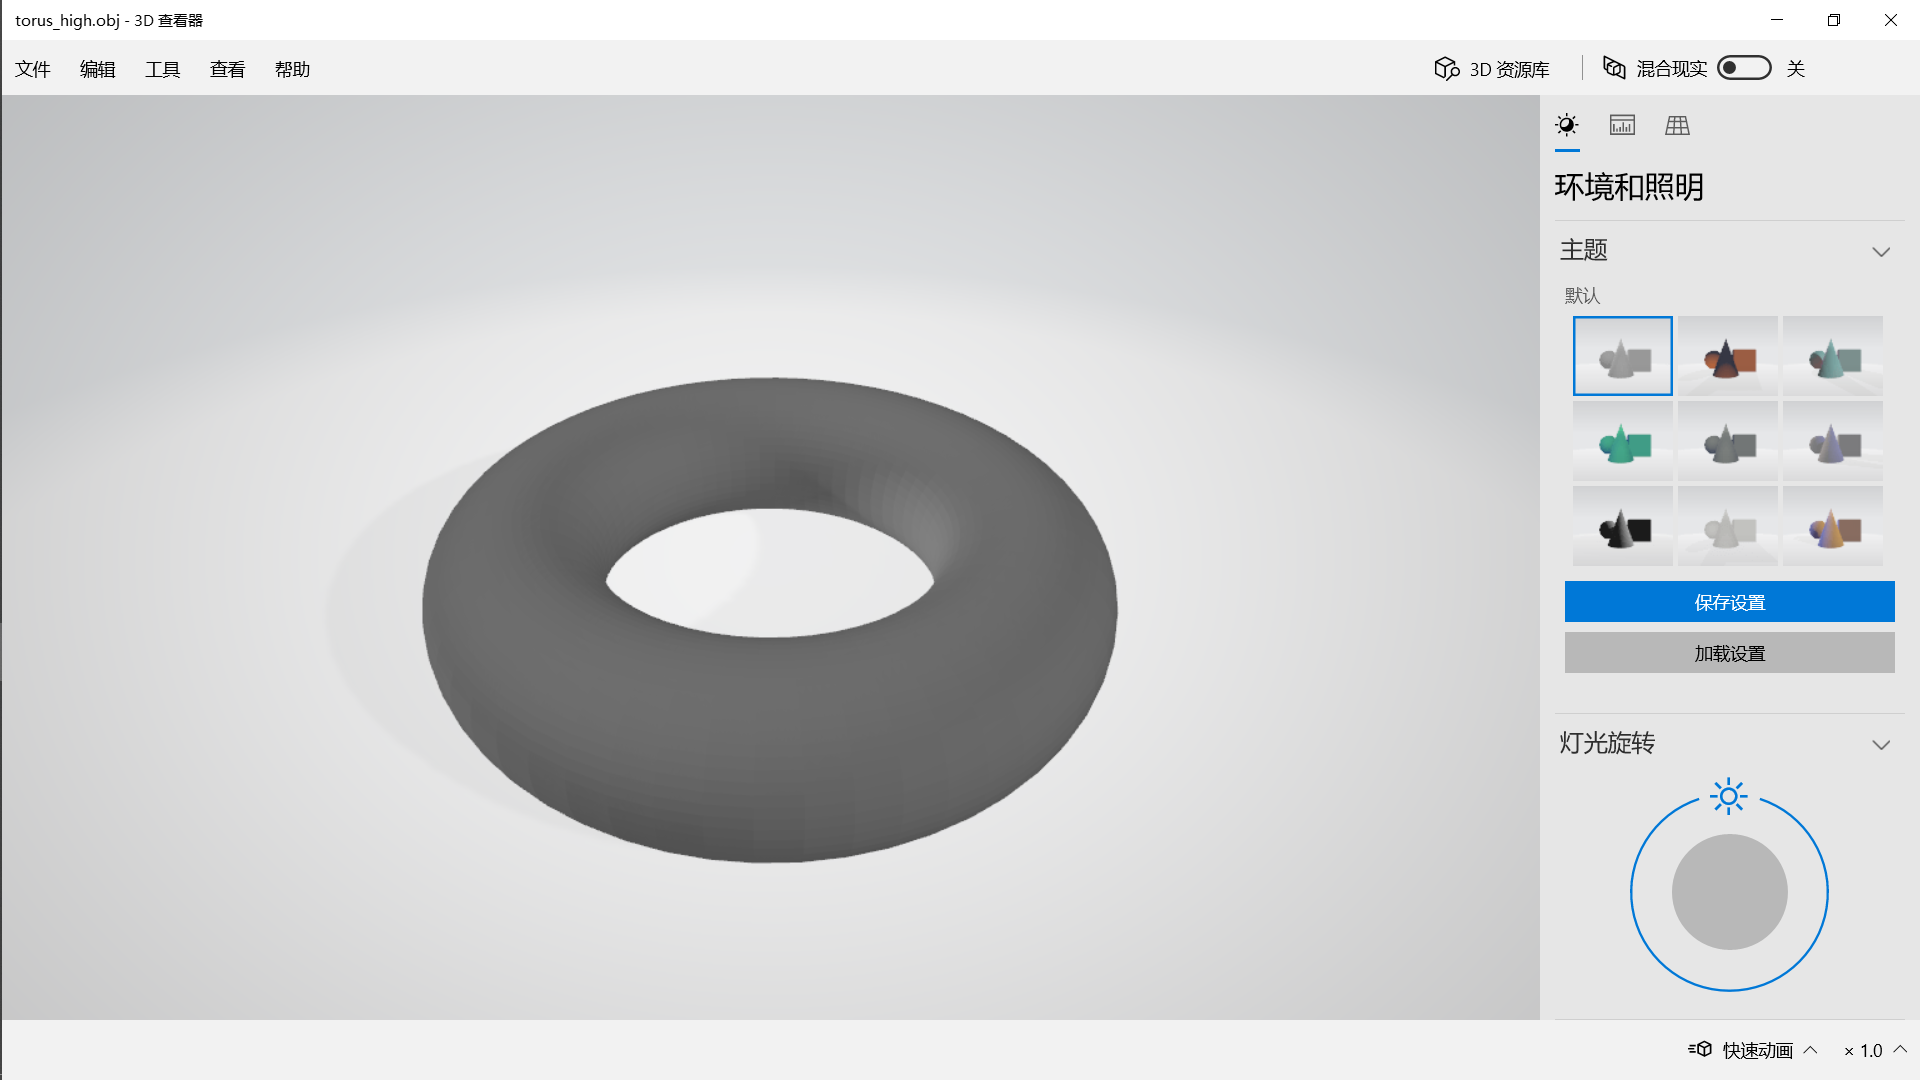 torus_high.obj - 3D 查看器
文件 编辑 工具 查看 帮助 3D 资源库 混合现实 关
环境和照明
主题
默认
保存设置
加载设置
灯光旋转
快速动画 × 1.0